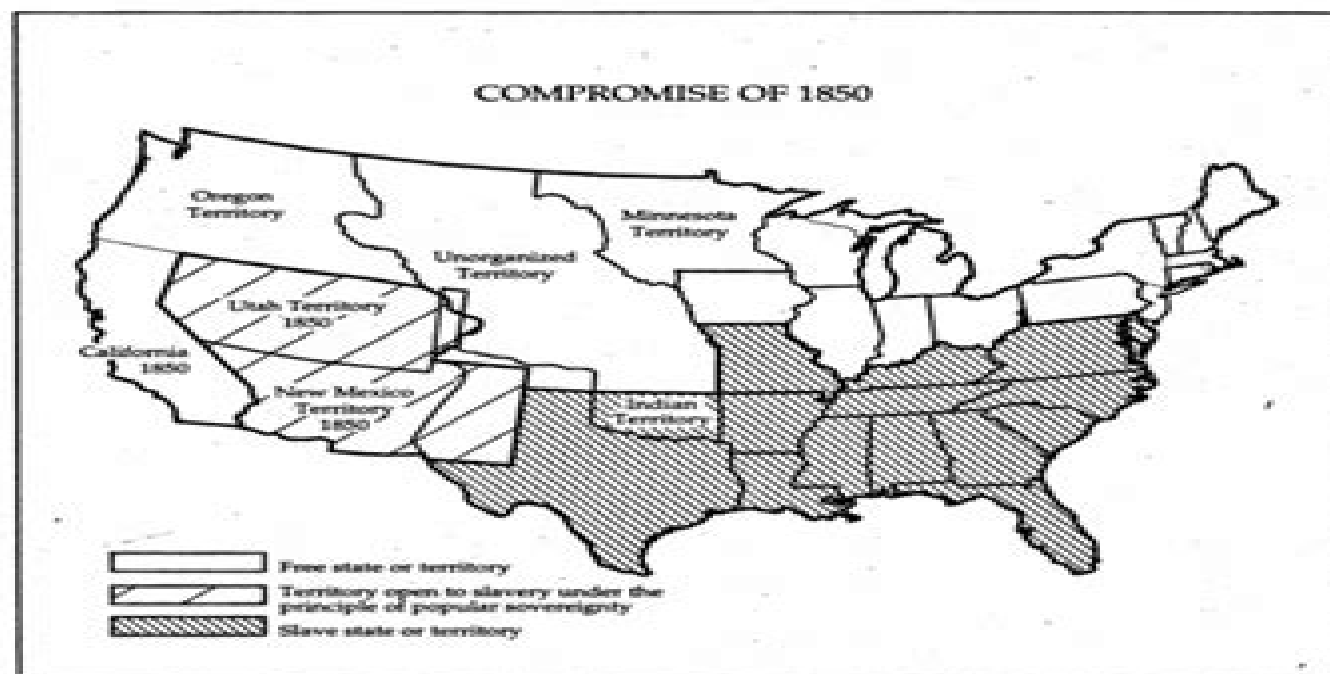 COMPROMISE OF 1850
Oregon
Territory
Minnesota
Territory
Unorganized
Territory
Utah Territory
1850
California
1850
New Mexico
Territory
1850
Indian
Territory
Free state or territory
Territory open to slavery under the
principle of popular sovereignty
Slave state or territory